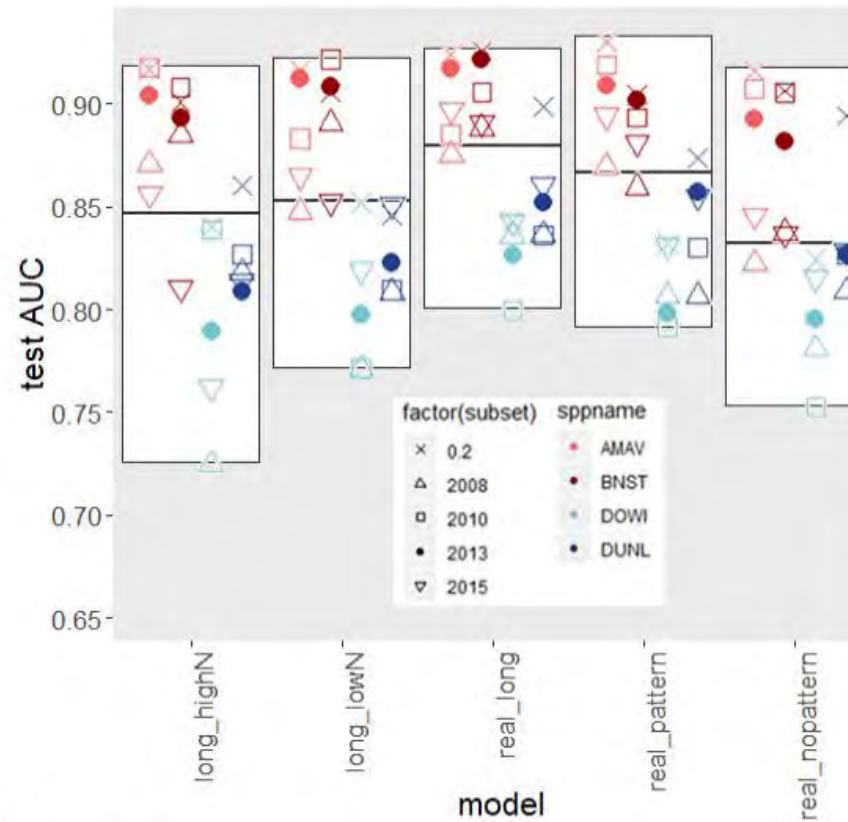 test AUC
0.90
0.85
0.80
0.75
0.70
0.65
factor(subset)
0.2
2008
2010
2013
2015
sppname
AMAV
BNST
DOWI
DUNL
long_highN
long_lowN
real_long
real_pattern
real_nopattern
model